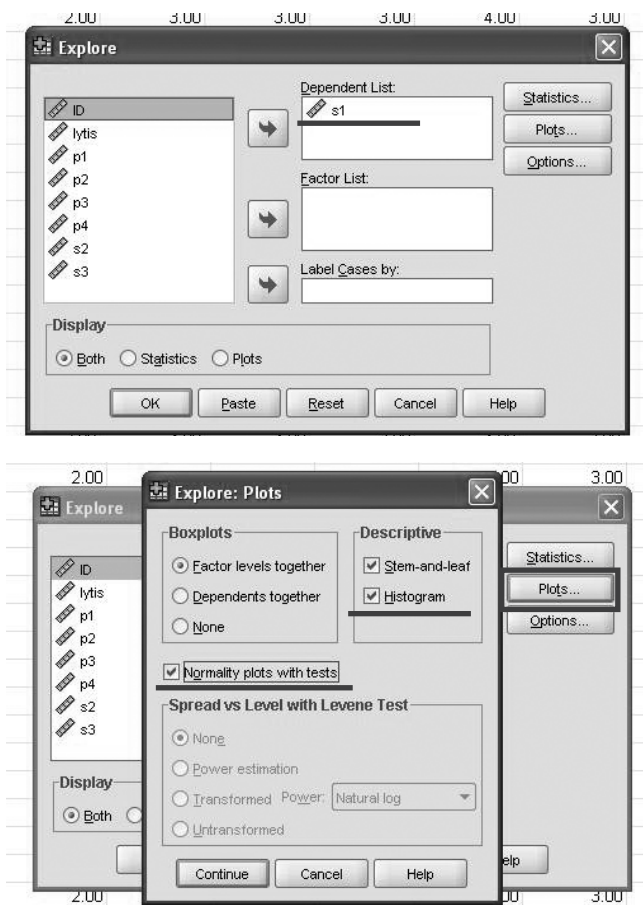 2.00 3.00 3.00 3.00 4.00 3.00
Explore
Dependent List:
ID
lytis
p1
p2
p3
p4
s2
s3
s1
Statistics...
Plots...
Options...
Factor List:
Label Cases by:
Display
Both Statistics Plots
OK Paste Reset Cancel Help
2.00 3.00
Explore
Explore: Plots
ID
lytis
p1
p2
p3
p4
s2
s3
Display
Both
Boxplots
Factor levels together
Dependents together
None
Descriptive
Stem-and-leaf
Histogram
Normality plots with tests
Spread vs Level with Levene Test
None
Power estimation
Transformed Power: Natural log
Untransformed
Continue Cancel Help
Statistics...
Plots...
Options...
elp
2.00 3.00